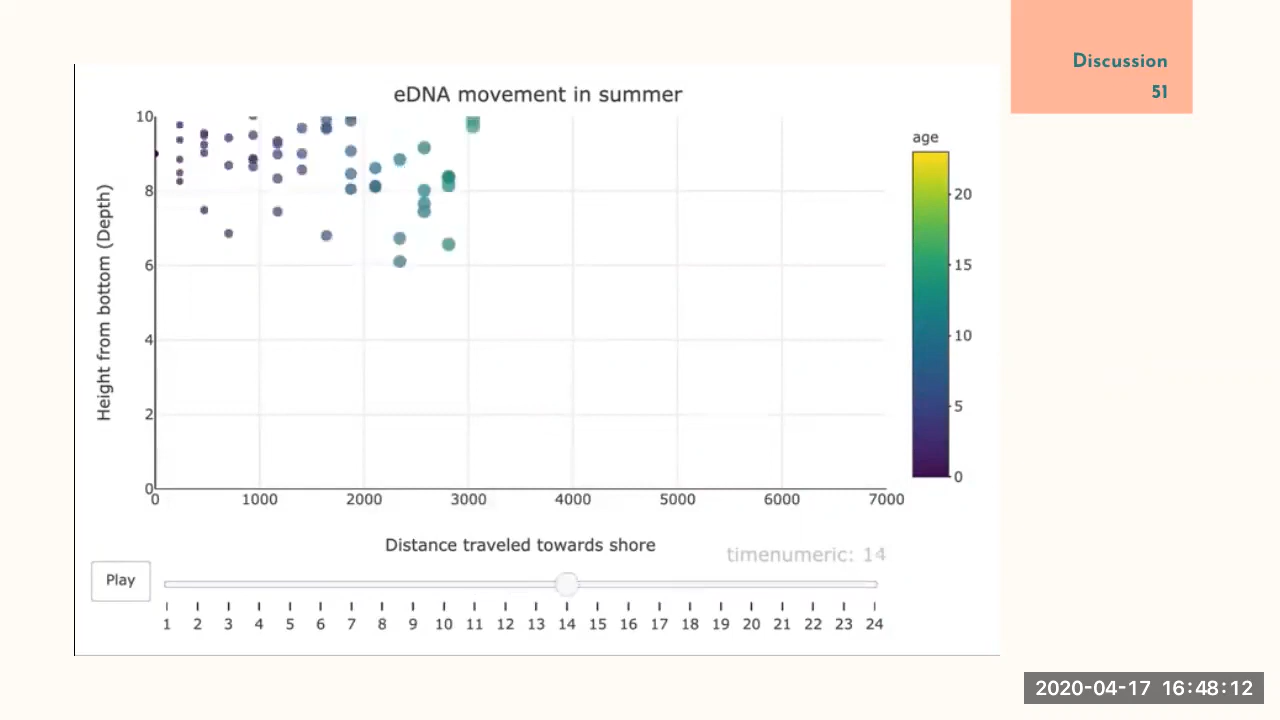 Discussion
51
eDNA movement in summer
age
Height from bottom (Depth)
10
8
6
4
2
0
0 1000 2000 3000 4000 5000 6000 7000
20
15
10
5
0
Distance traveled towards shore
timenumeric: 14
Play
1 2 3 4 5 6 7 8 9 10 11 12 13 14 15 16 17 18 19 20 21 22 23 24
2020-04-17 16:48:12